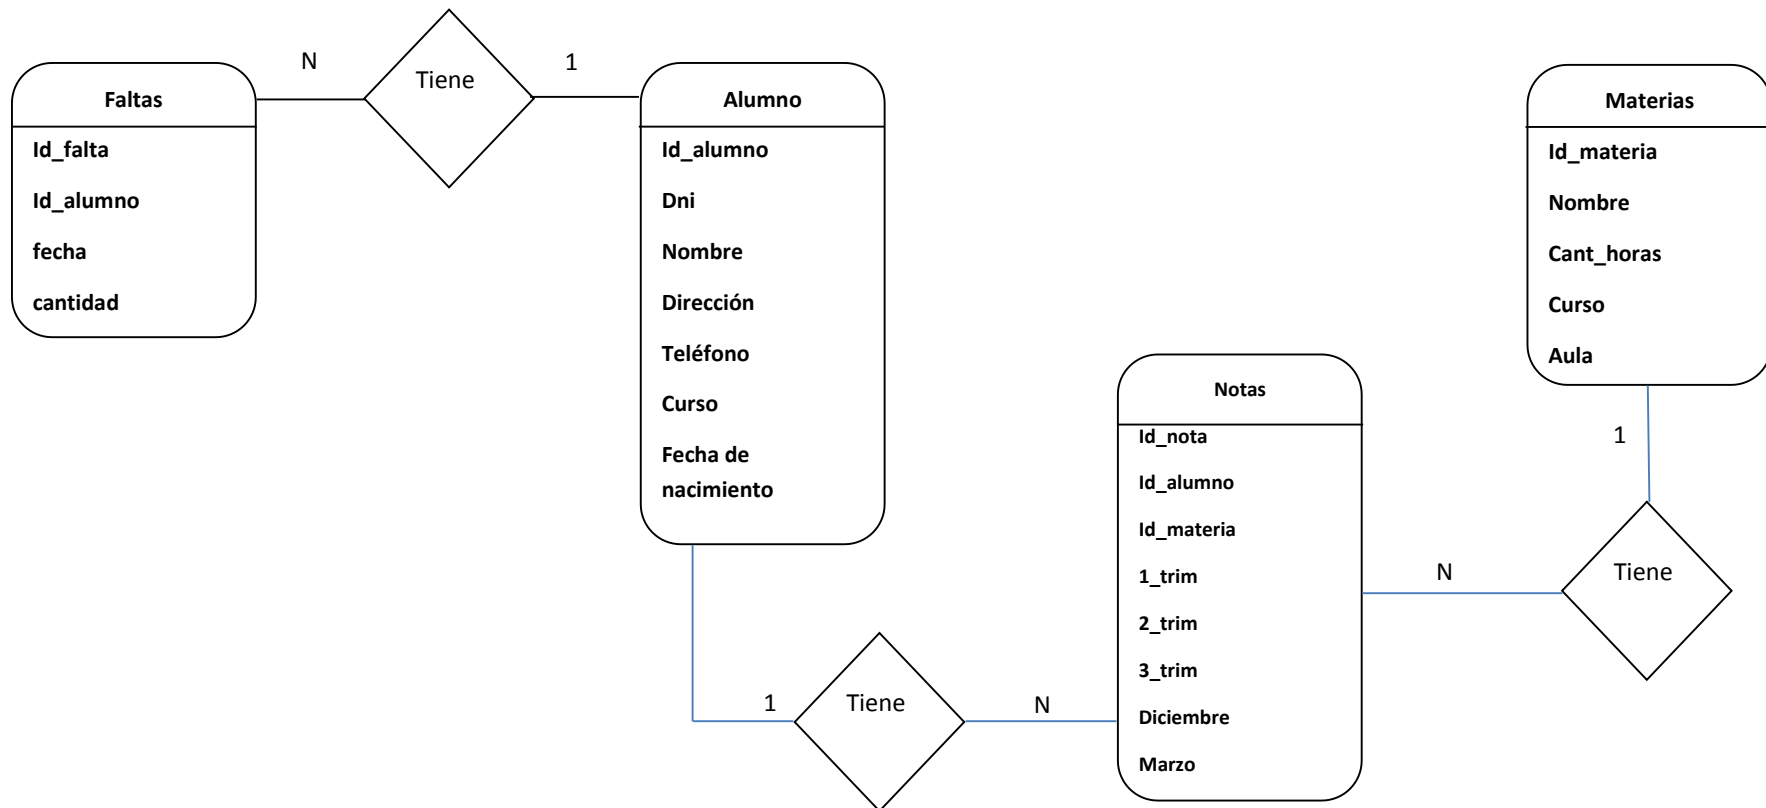 N
Tiene
1
Faltas
Id_falta
Id_alumno
fecha
cantidad
Alumno
Id_alumno
Dni
Nombre
Dirección
Teléfono
Curso
Fecha de
nacimiento
Materias
Id_materia
Nombre
Cant_horas
Curso
Aula
Notas
Id_nota
Id_alumno
Id_materia
1_trim
2_trim
3_trim
Diciembre
Marzo
1
N
Tiene
1
Tiene
N